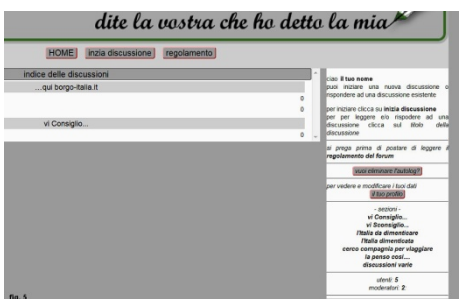 dite la vostra che ho detto la mia
HOME inzia discussione regolamento
indice delle discussioni
...qui borgo-italia.it
0
0
vi Consiglio...
0
ciao il tuo nome
puoi iniziare una nuova discussione o
rispondere ad una discussione esistente
per iniziare clicca su inizia discussione
per per leggere e/o rispondere ad una
discussione clicca sul titolo della
discussione
si prega prima di postare di leggere il
regolamento del forum
vuoi eliminare l'autolog?
per vedere e modificare i tuoi dati
il tuo profilo
- sezioni -
vi Consiglio...
vi Sconsiglio...
l'Italia da dimenticare
l'Italia dimenticata
cerco compagnia per viaggiare
la penso così....
discussioni varie
utenti: 5
moderatori: 2
fig. 5